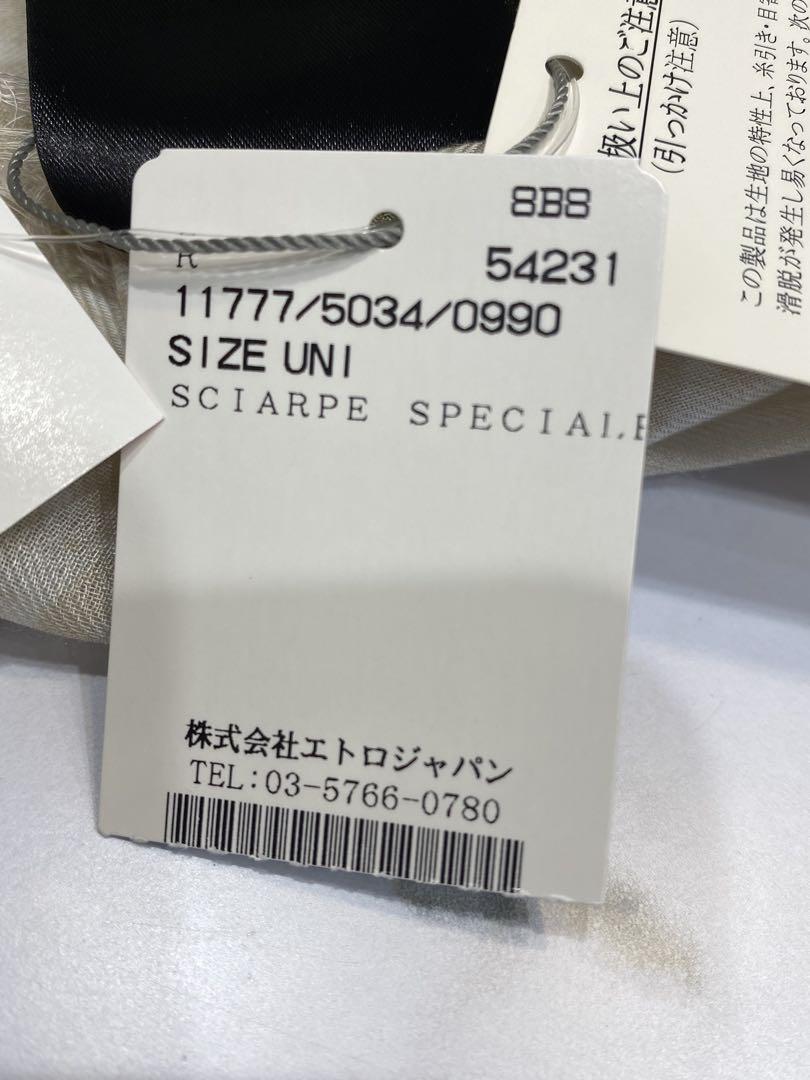 8B8
R 54231
11777/5034/0990
SIZE UNI
SCIARPE SPECIALE
株式会社エトロジャパン
TEL:03-5766-0780
扱い上のご注意
(引っかけ注意)
この製品は生地の特性上、糸引き・目
滑脱が発生し易くなっております。次の